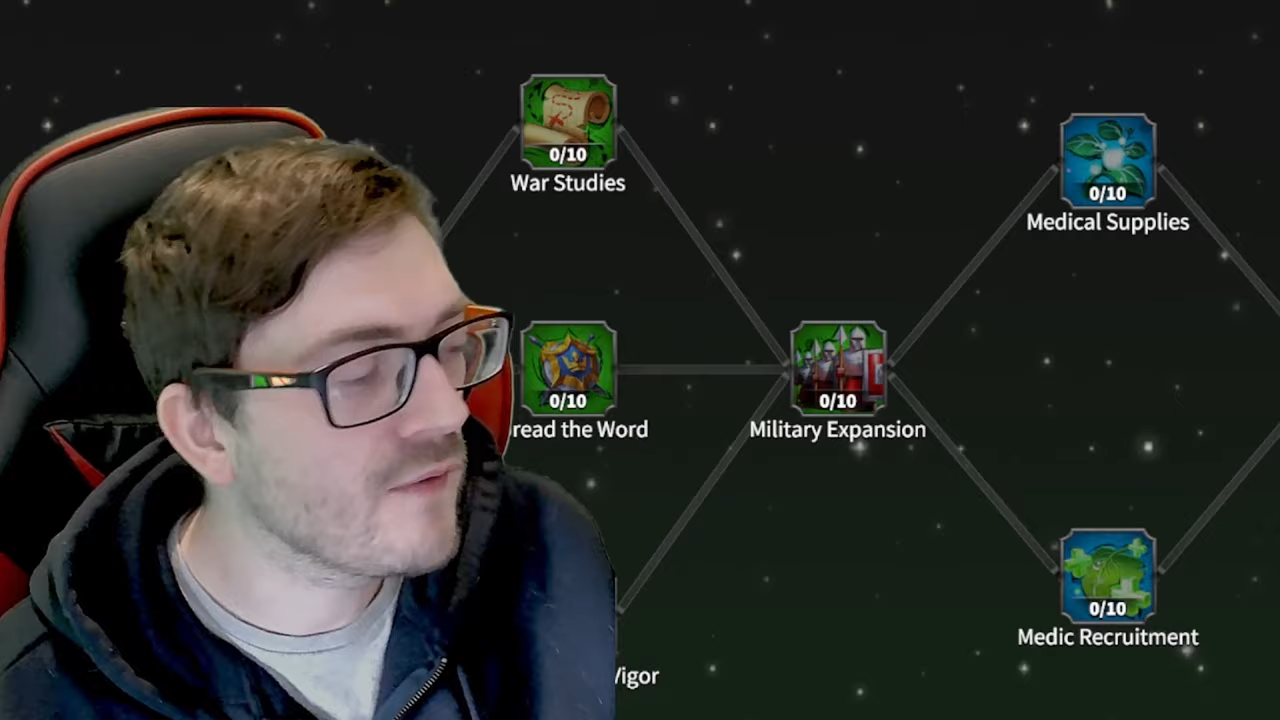 0/10
War Studies
0/10
Medical Supplies
0/10
read the Word
0/10
Military Expansion
0/10
Medic Recruitment
Vigor